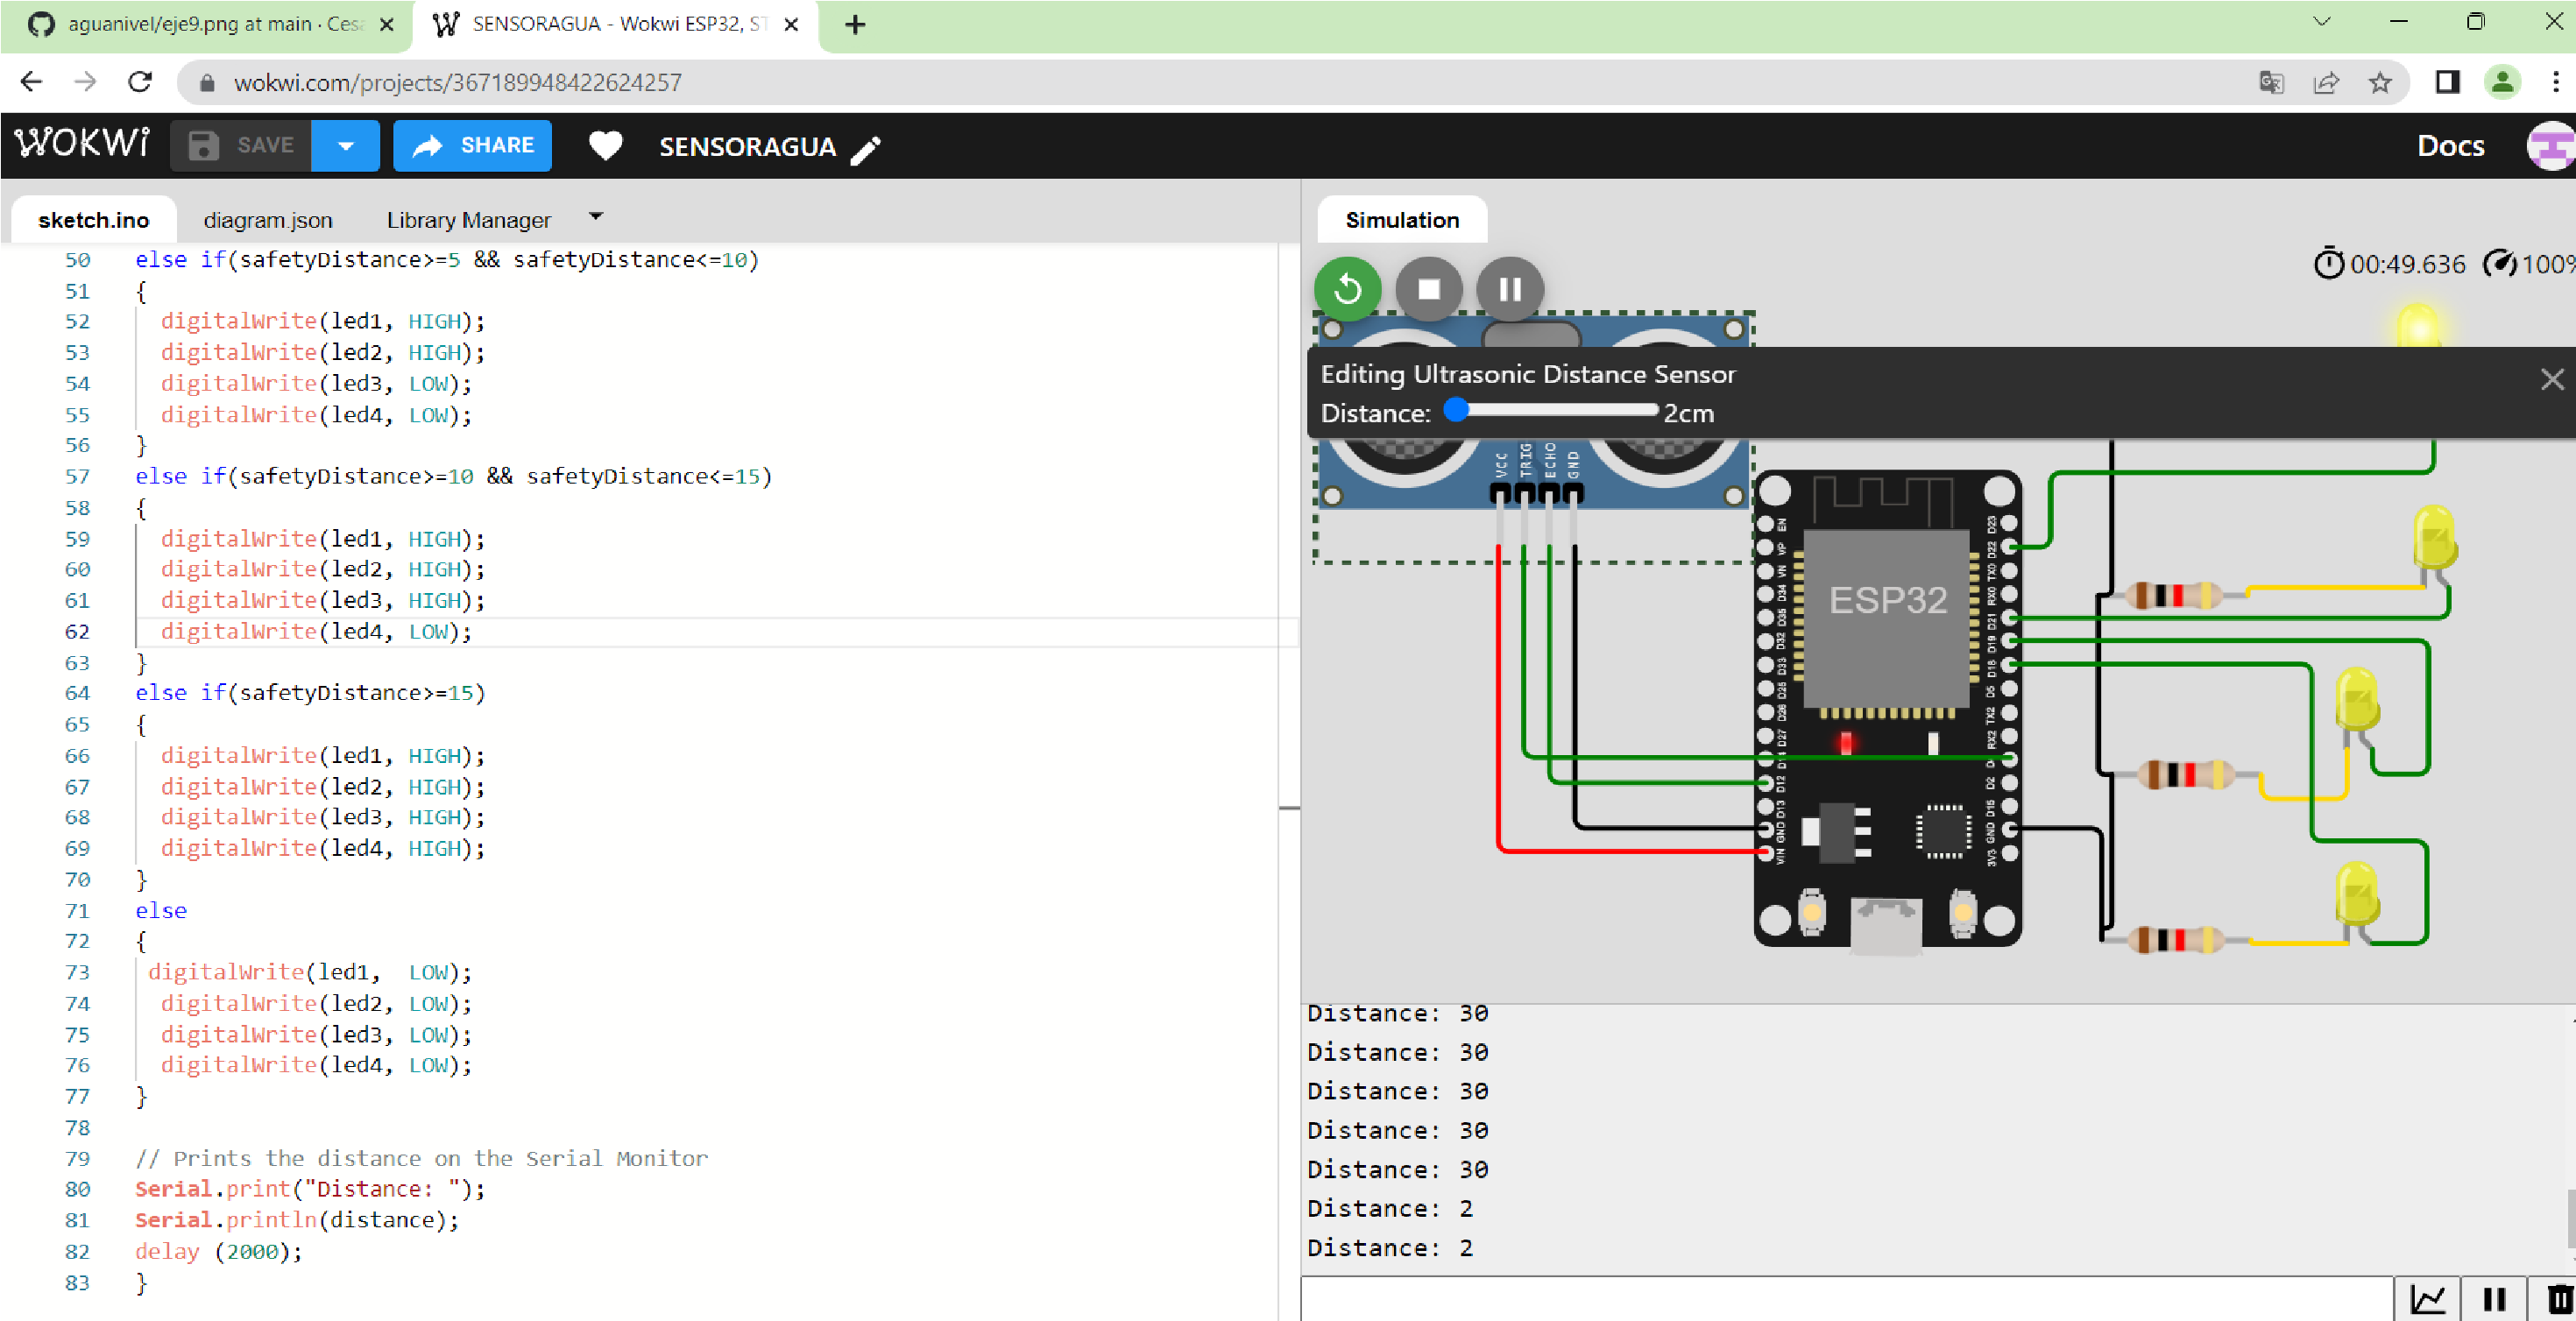 aguanivel/eje9.png at main · Ces
SENSORAGUA - Wokwi ESP32, ST
wokwi.com/projects/367189948422624257
WOKWi
SAVE
SHARE
SENSORAGUA
Docs
sketch.ino
diagram.json
Library Manager
Simulation
50 else if(safetyDistance>=5 && safetyDistance<=10)
51 {
52 digitalWrite(led1, HIGH);
53 digitalWrite(led2, HIGH);
54 digitalWrite(led3, LOW);
55 digitalWrite(led4, LOW);
56 }
57 else if(safetyDistance>=10 && safetyDistance<=15)
58 {
59 digitalWrite(led1, HIGH);
60 digitalWrite(led2, HIGH);
61 digitalWrite(led3, HIGH);
62 digitalWrite(led4, LOW);
63 }
64 else if(safetyDistance>=15)
65 {
66 digitalWrite(led1, HIGH);
67 digitalWrite(led2, HIGH);
68 digitalWrite(led3, HIGH);
69 digitalWrite(led4, HIGH);
70 }
71 else
72 {
73 digitalWrite(led1,  LOW);
74 digitalWrite(led2, LOW);
75 digitalWrite(led3, LOW);
76 digitalWrite(led4, LOW);
77 }
78
79 // Prints the distance on the Serial Monitor
80 Serial.print("Distance: ");
81 Serial.println(distance);
82 delay (2000);
83 }
00:49.636
100%
Editing Ultrasonic Distance Sensor
Distance: 2cm
VCC
TRIG
ECHO
GND
ESP32
EN
VP
VN
D34
D35
D32
D33
D25
D26
D27
D14
D12
D13
GND
VIN
D23
D22
TX0
RX0
D21
D19
D18
D5
TX2
RX2
D4
D2
D15
GND
3V3
Distance: 30
Distance: 30
Distance: 30
Distance: 30
Distance: 30
Distance: 2
Distance: 2